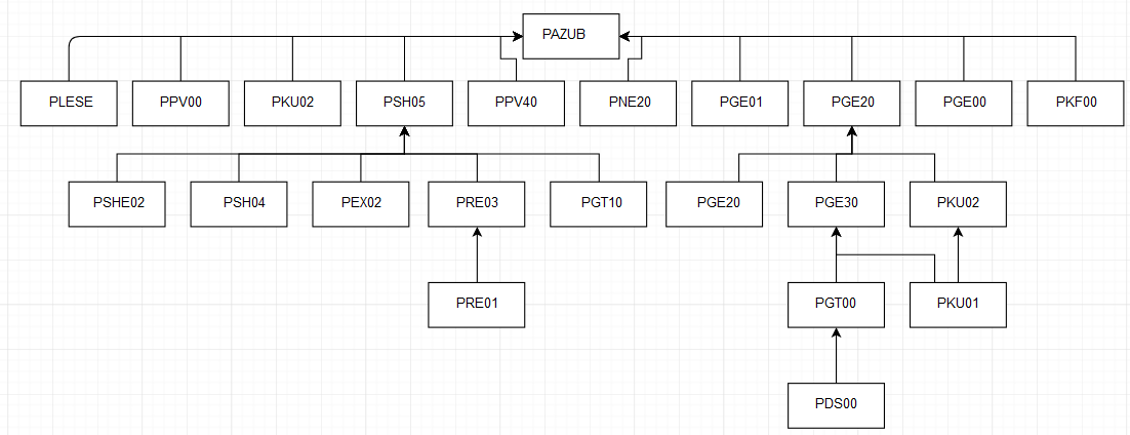 PAZUB
PLESE
PPV00
PKU02
PSH05
PPV40
PNE20
PGE01
PGE20
PGE00
PKF00
PSHE02
PSH04
PEX02
PRE03
PGT10
PGE20
PGE30
PKU02
PRE01
PGT00
PKU01
PDS00